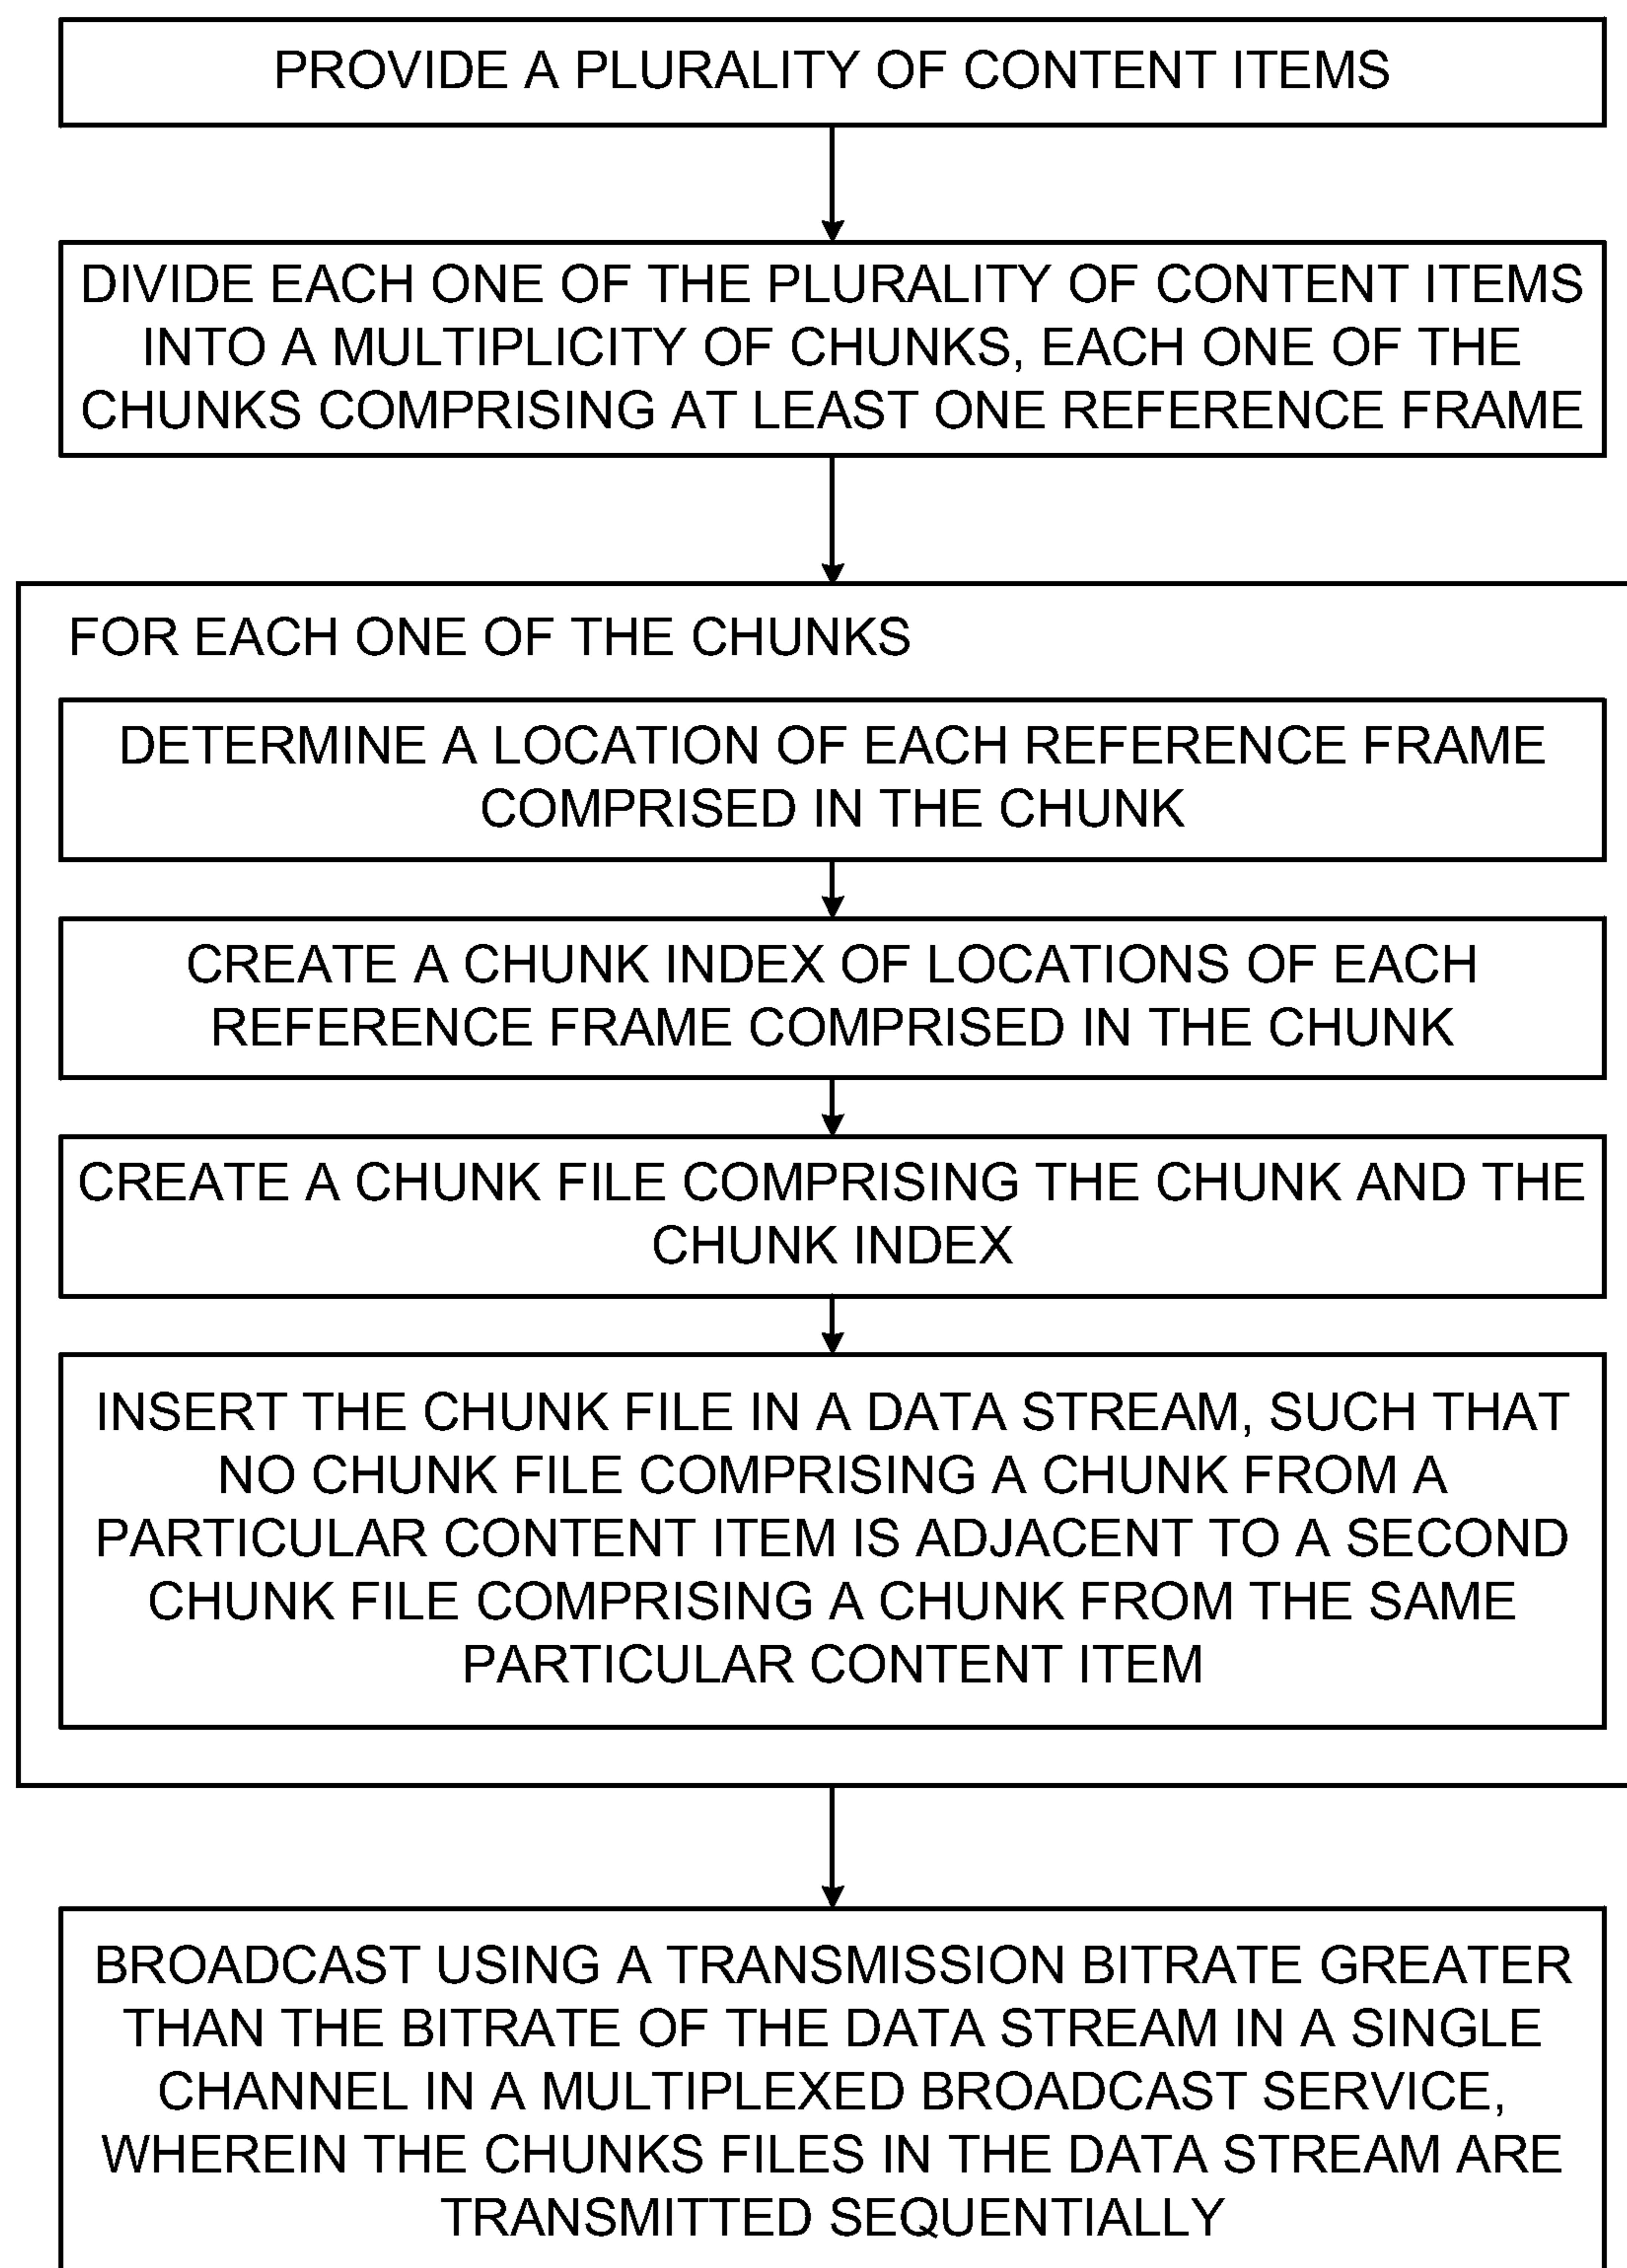 PROVIDE A PLURALITY OF CONTENT ITEMS
DIVIDE EACH ONE OF THE PLURALITY OF CONTENT ITEMS
INTO A MULTIPLICITY OF CHUNKS, EACH ONE OF THE
CHUNKS COMPRISING AT LEAST ONE REFERENCE FRAME
FOR EACH ONE OF THE CHUNKS
DETERMINE A LOCATION OF EACH REFERENCE FRAME
COMPRISED IN THE CHUNK
CREATE A CHUNK INDEX OF LOCATIONS OF EACH
REFERENCE FRAME COMPRISED IN THE CHUNK
CREATE A CHUNK FILE COMPRISING THE CHUNK AND THE
CHUNK INDEX
INSERT THE CHUNK FILE IN A DATA STREAM, SUCH THAT
NO CHUNK FILE COMPRISING A CHUNK FROM A
PARTICULAR CONTENT ITEM IS ADJACENT TO A SECOND
CHUNK FILE COMPRISING A CHUNK FROM THE SAME
PARTICULAR CONTENT ITEM
BROADCAST USING A TRANSMISSION BITRATE GREATER
THAN THE BITRATE OF THE DATA STREAM IN A SINGLE
CHANNEL IN A MULTIPLEXED BROADCAST SERVICE,
WHEREIN THE CHUNKS FILES IN THE DATA STREAM ARE
TRANSMITTED SEQUENTIALLY